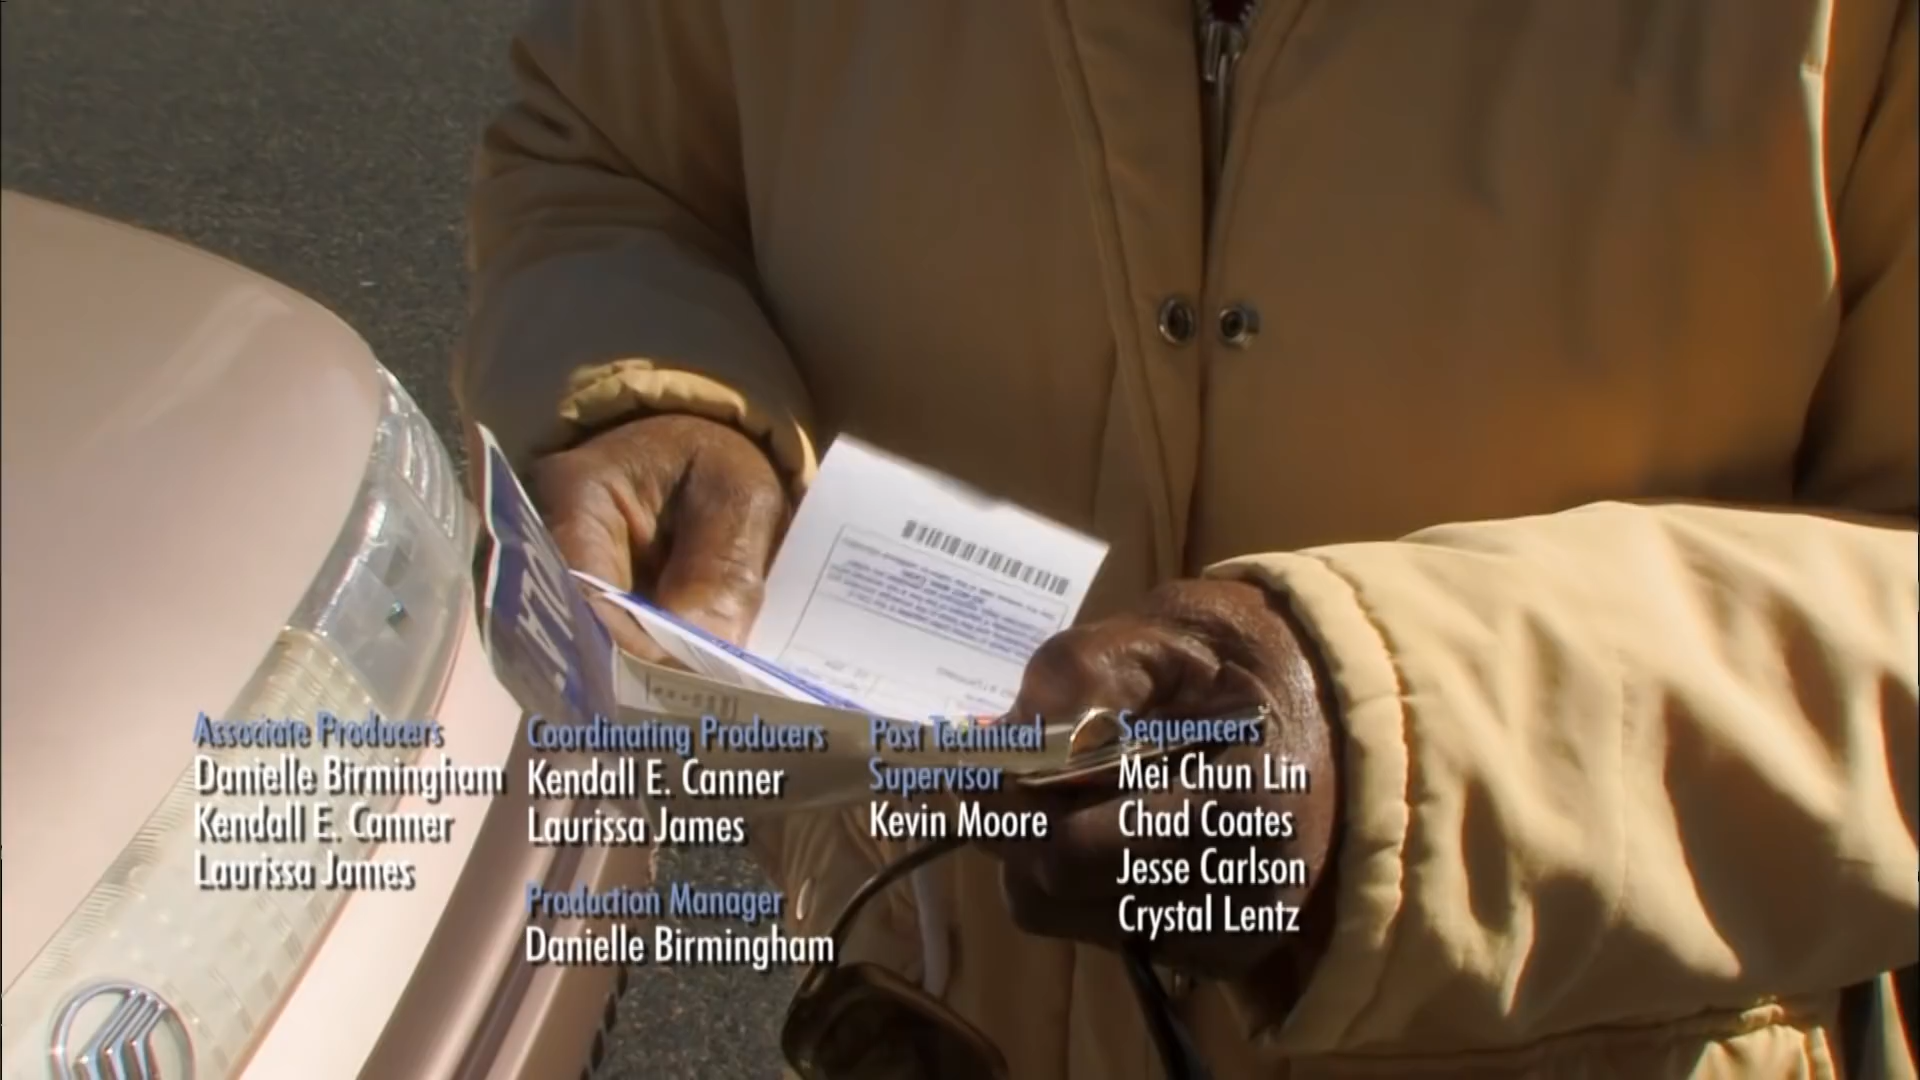 Associate Producers
Danielle Birmingham
Kendall E. Canner
Laurissa James
Coordinating Producers
Kendall E. Canner
Laurissa James
Production Manager
Danielle Birmingham
Post Technical
Supervisor
Kevin Moore
Sequencers
Mei Chun Lin
Chad Coates
Jesse Carlson
Crystal Lentz